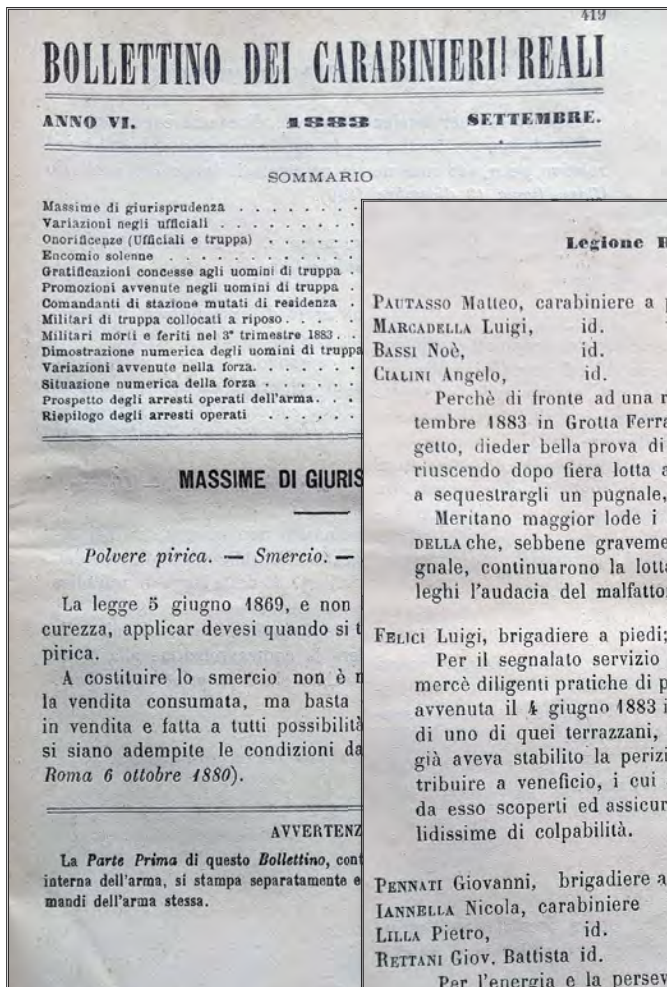 419
BOLLETTINO DEI CARABINIERI REALI
ANNO VI. 1883 SETTEMBRE.
SOMMARIO
Massime di giurisprudenza
Variazioni negli ufficiali
Onorificenze (Ufficiali e truppa)
Encomio solenne
Gratificazioni concesse agli uomini di truppa
Promozioni avvenute negli uomini di truppa
Comandanti di stazione mutati di residenza
Militari di truppa collocati a riposo
Militari morti e feriti nel 3° trimestre 1883
Dimostrazione numerica degli uomini di truppa
Variazioni avvenute nella forza
Situazione numerica della forza
Prospetto degli arresti operati dell'arma
Riepilogo degli arresti operati
MASSIME DI GIURIS
Polvere pirica. — Smercio. —
La legge 5 giugno 1869, e non
curezza, applicar devesi quando si t
pirica.
A costituire lo smercio non è n
la vendita consumata, ma basta
in vendita e fatta a tutti possibilità
si siano adempite le condizioni da
Roma 6 ottobre 1880).
AVVERTENZ
La Parte Prima di questo Bollettino, cont
interna dell'arma, si stampa separatamente e
mandi dell'arma stessa.
Legione R
PAUTASSO Matteo, carabiniere a p
MARCADELLA Luigi, id.
BASSI Noè, id.
CIALINI Angelo, id.
Perchè di fronte ad una r
tembre 1883 in Grotta Ferra
getto, dieder bella prova di
riuscendo dopo fiera lotta a
a sequestrargli un pugnale,
Meritano maggior lode i
DELLA che, sebbene graveme
gnale, continuarono la lotta
leghi l'audacia del malfatto
FELICI Luigi, brigadiere a piedi;
Per il segnalato servizio
mercè diligenti pratiche di p
avvenuta il 4 giugno 1883 i
di uno di quei terrazzani,
già aveva stabilito la perizi
tribuire a veneficio, i cui
da esso scoperti ed assicur
lidissime di colpabilità.
PENNATI Giovanni, brigadiere a
IANNELLA Nicola, carabiniere
LILLA Pietro, id.
RETTANI Giov. Battista id.
Per l'energia e la persev